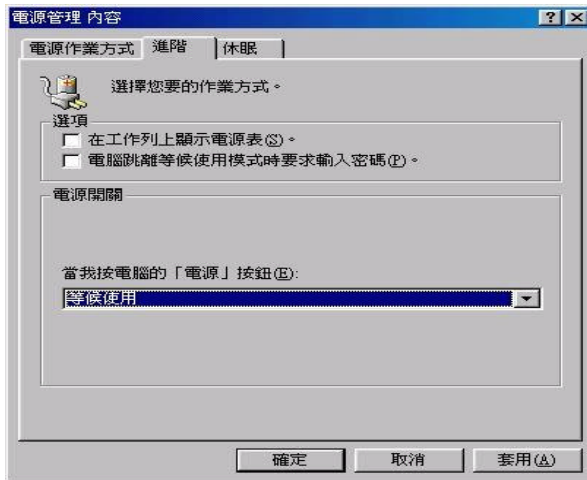 電源管理 內容
電源作業方式 進階 休眠
選擇您要的作業方式。
選項
在工作列上顯示電源表(S)。
電腦跳離等候使用模式時要求輸入密碼(P)。
電源開關
當我按電腦的「電源」按鈕(E):
等候使用
確定 取消 套用(A)